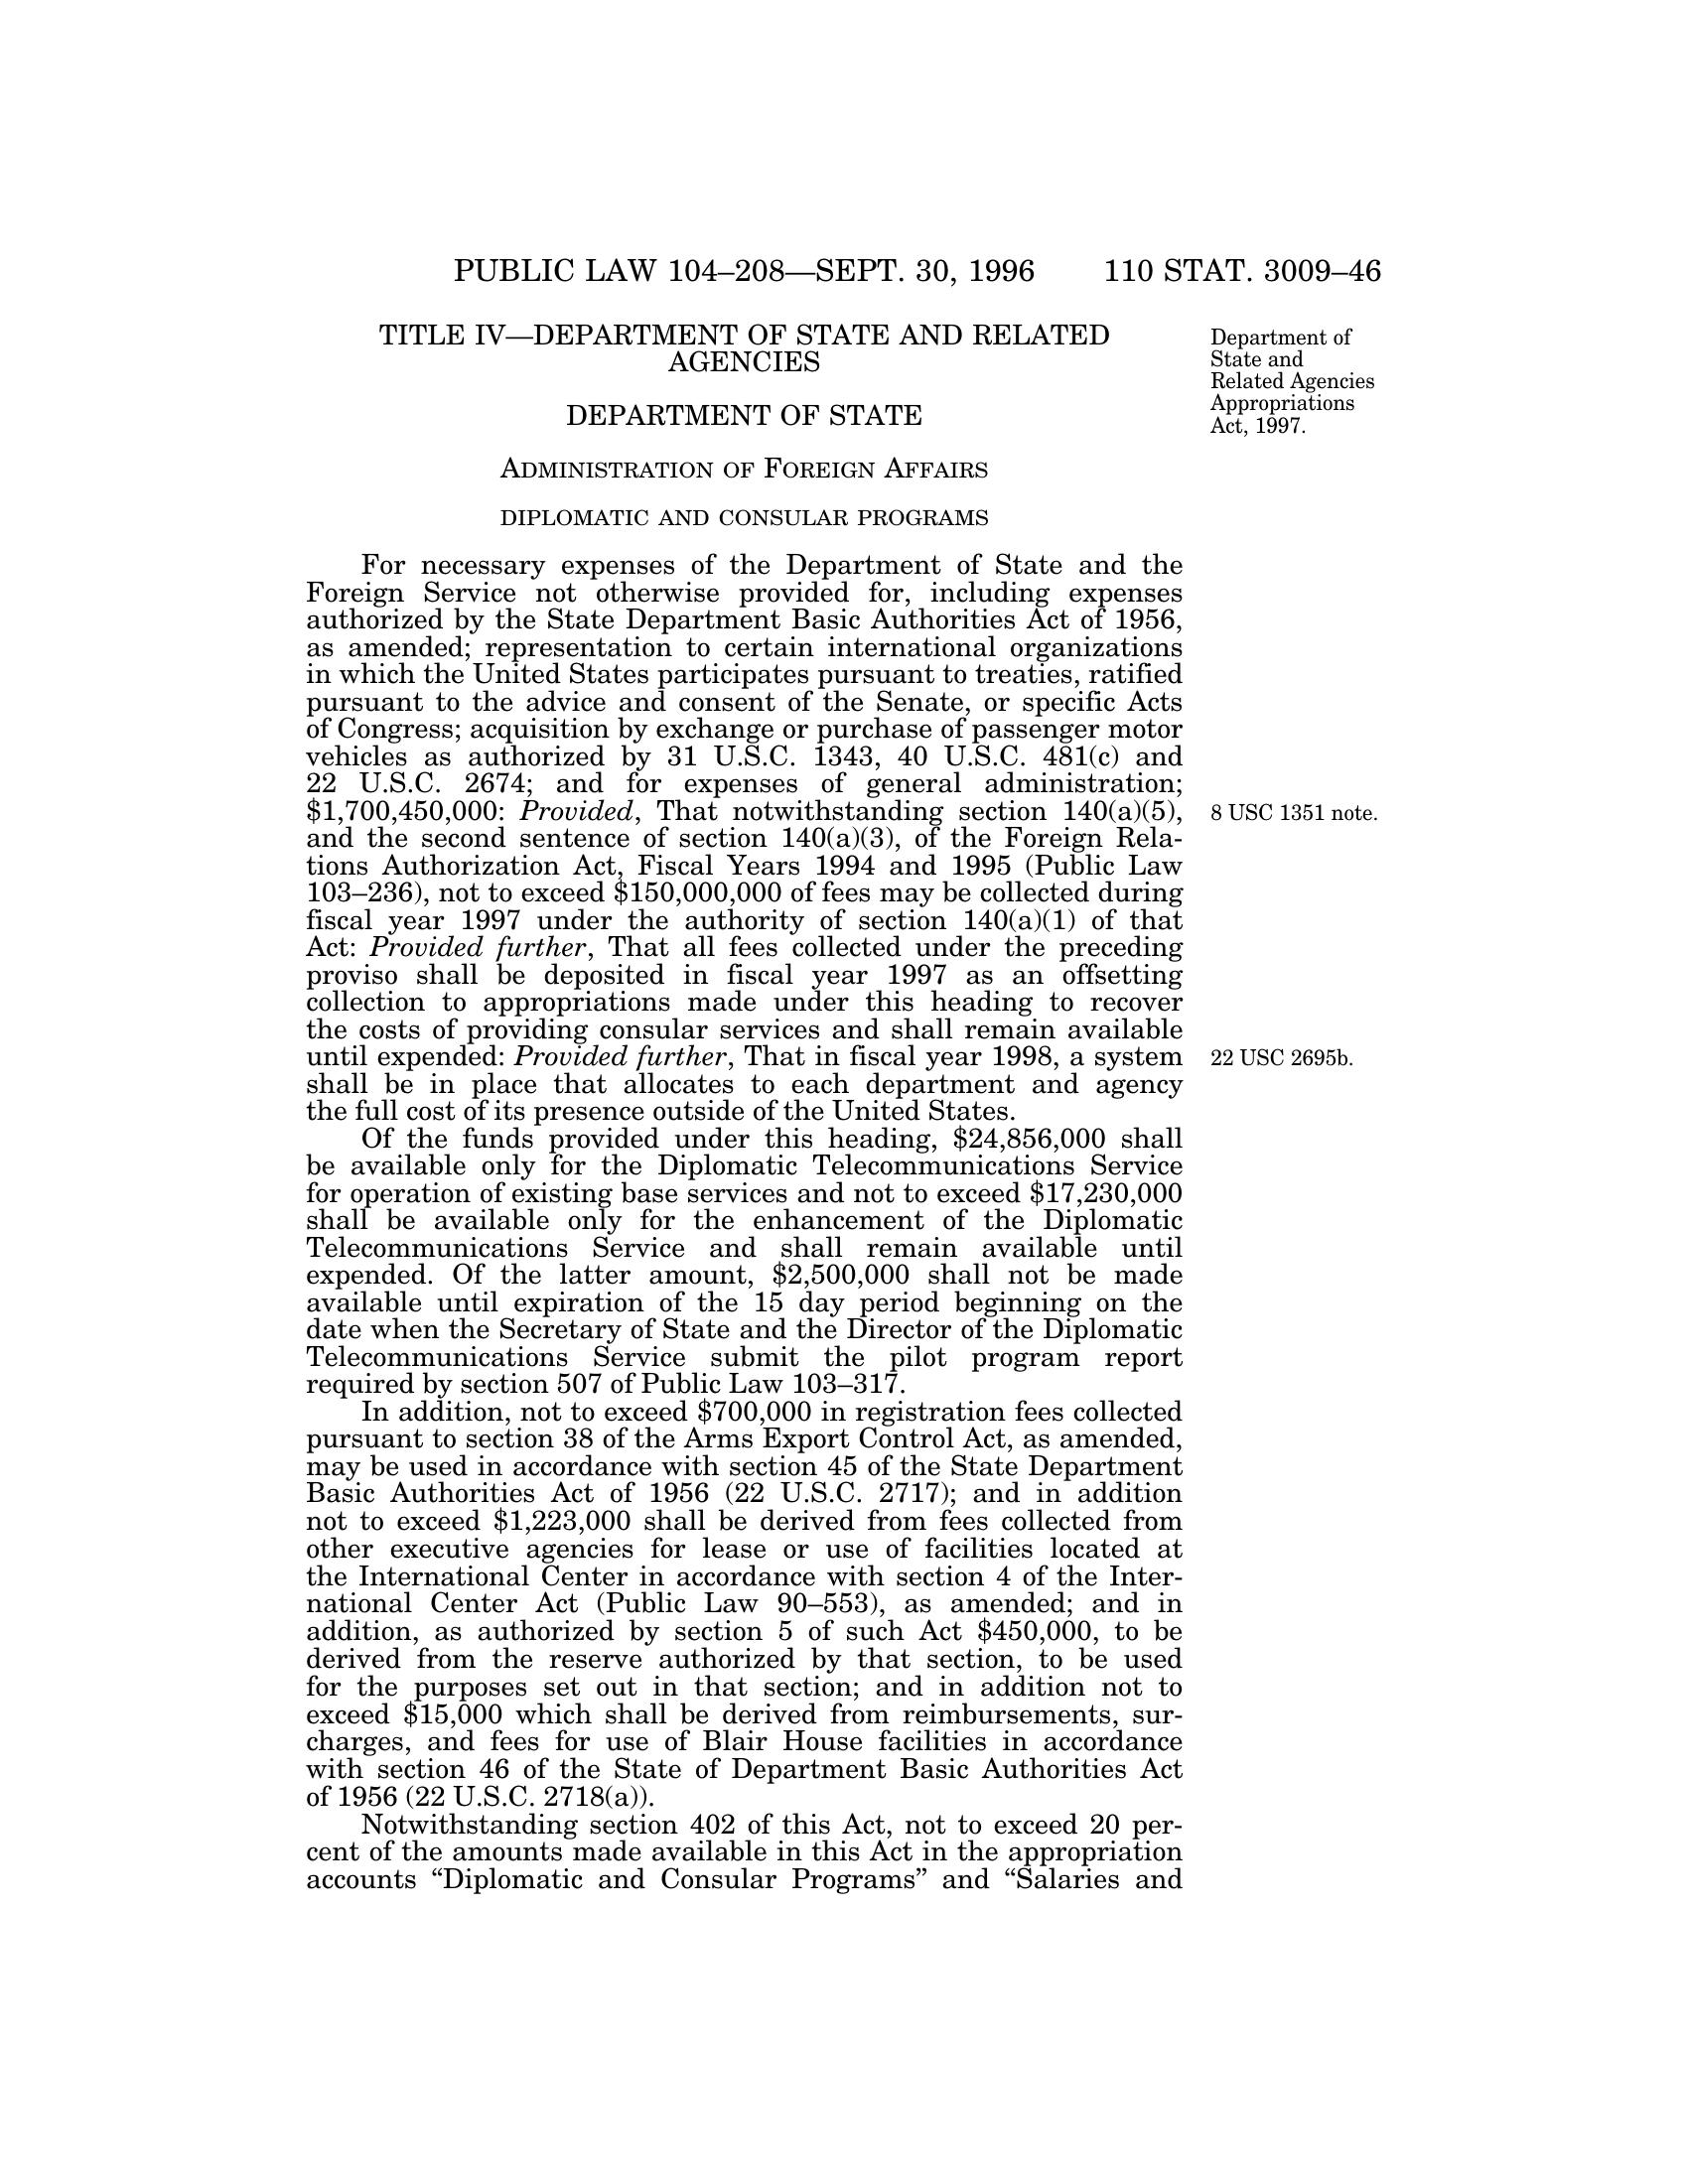 PUBLIC LAW 104–208—SEPT. 30, 1996 110 STAT. 3009–46
TITLE IV—DEPARTMENT OF STATE AND RELATED
AGENCIES
Department of
State and
Related Agencies
Appropriations
Act, 1997.
DEPARTMENT OF STATE
ADMINISTRATION OF FOREIGN AFFAIRS
DIPLOMATIC AND CONSULAR PROGRAMS
For necessary expenses of the Department of State and the
Foreign Service not otherwise provided for, including expenses
authorized by the State Department Basic Authorities Act of 1956,
as amended; representation to certain international organizations
in which the United States participates pursuant to treaties, ratified
pursuant to the advice and consent of the Senate, or specific Acts
of Congress; acquisition by exchange or purchase of passenger motor
vehicles as authorized by 31 U.S.C. 1343, 40 U.S.C. 481(c) and
22 U.S.C. 2674; and for expenses of general administration;
$1,700,450,000: Provided, That notwithstanding section 140(a)(5),
8 USC 1351 note.
and the second sentence of section 140(a)(3), of the Foreign Rela-
tions Authorization Act, Fiscal Years 1994 and 1995 (Public Law
103–236), not to exceed $150,000,000 of fees may be collected during
fiscal year 1997 under the authority of section 140(a)(1) of that
Act: Provided further, That all fees collected under the preceding
proviso shall be deposited in fiscal year 1997 as an offsetting
collection to appropriations made under this heading to recover
the costs of providing consular services and shall remain available
until expended: Provided further, That in fiscal year 1998, a system
22 USC 2695b.
shall be in place that allocates to each department and agency
the full cost of its presence outside of the United States.
Of the funds provided under this heading, $24,856,000 shall
be available only for the Diplomatic Telecommunications Service
for operation of existing base services and not to exceed $17,230,000
shall be available only for the enhancement of the Diplomatic
Telecommunications Service and shall remain available until
expended. Of the latter amount, $2,500,000 shall not be made
available until expiration of the 15 day period beginning on the
date when the Secretary of State and the Director of the Diplomatic
Telecommunications Service submit the pilot program report
required by section 507 of Public Law 103–317.
In addition, not to exceed $700,000 in registration fees collected
pursuant to section 38 of the Arms Export Control Act, as amended,
may be used in accordance with section 45 of the State Department
Basic Authorities Act of 1956 (22 U.S.C. 2717); and in addition
not to exceed $1,223,000 shall be derived from fees collected from
other executive agencies for lease or use of facilities located at
the International Center in accordance with section 4 of the Inter-
national Center Act (Public Law 90–553), as amended; and in
addition, as authorized by section 5 of such Act $450,000, to be
derived from the reserve authorized by that section, to be used
for the purposes set out in that section; and in addition not to
exceed $15,000 which shall be derived from reimbursements, sur-
charges, and fees for use of Blair House facilities in accordance
with section 46 of the State of Department Basic Authorities Act
of 1956 (22 U.S.C. 2718(a)).
Notwithstanding section 402 of this Act, not to exceed 20 per-
cent of the amounts made available in this Act in the appropriation
accounts “Diplomatic and Consular Programs” and “Salaries and